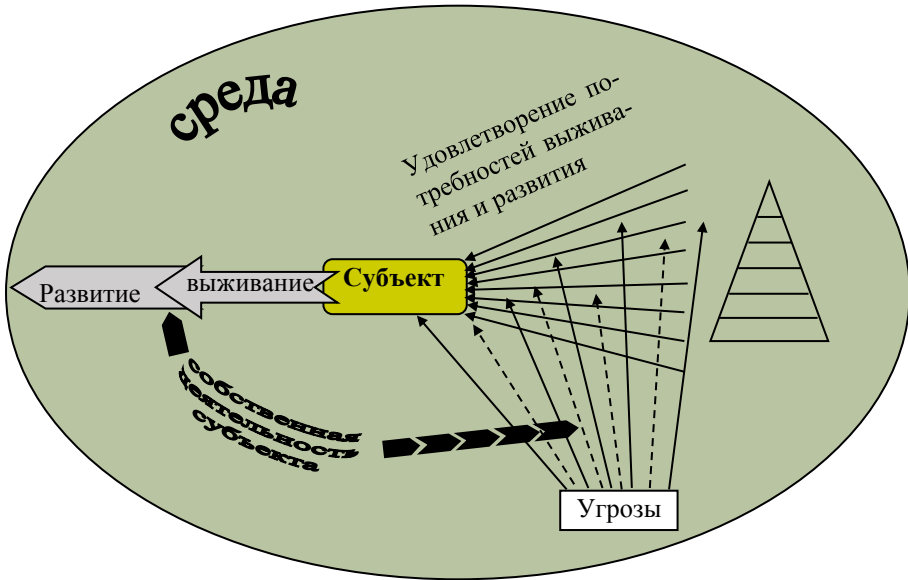 среда
Удовлетворение по-
требностей выжива-
ния и развития
Развитие
выживание
Субъект
собственная
деятельность
субъекта
Угрозы